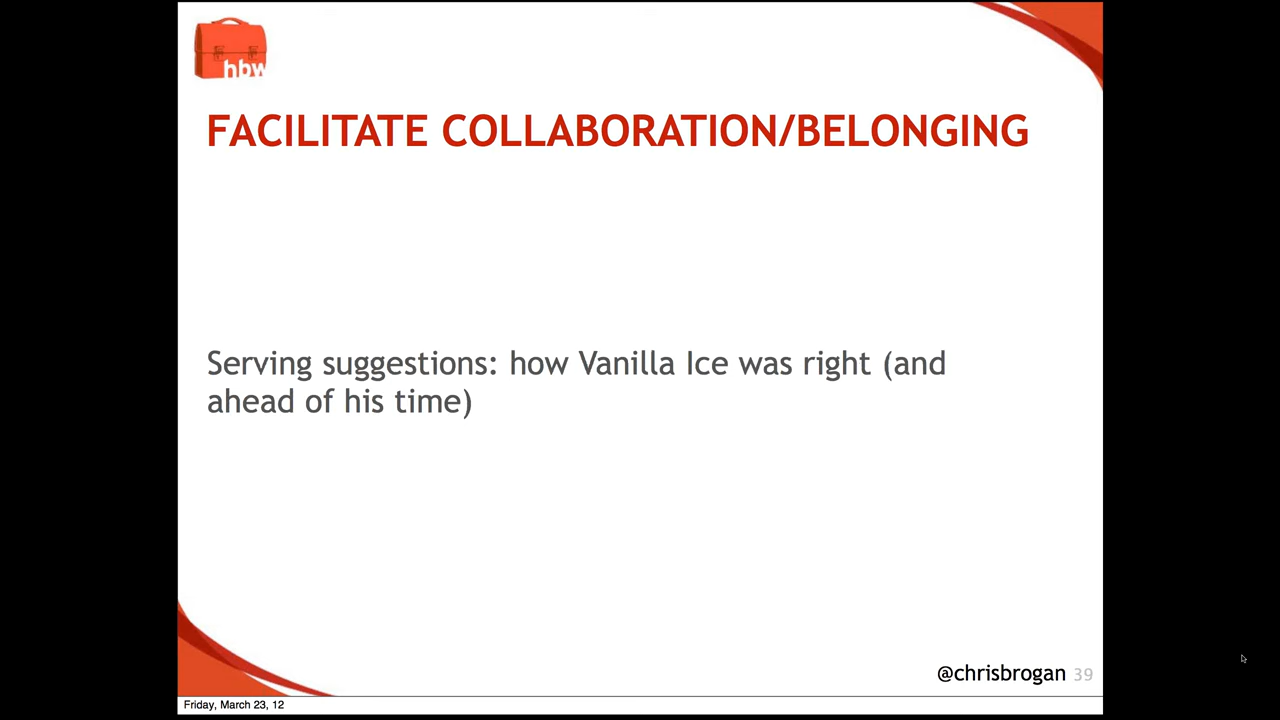 hbw
FACILITATE COLLABORATION/BELONGING
Serving suggestions: how Vanilla Ice was right (and
ahead of his time)
@chrisbrogan 39
Friday, March 23, 12